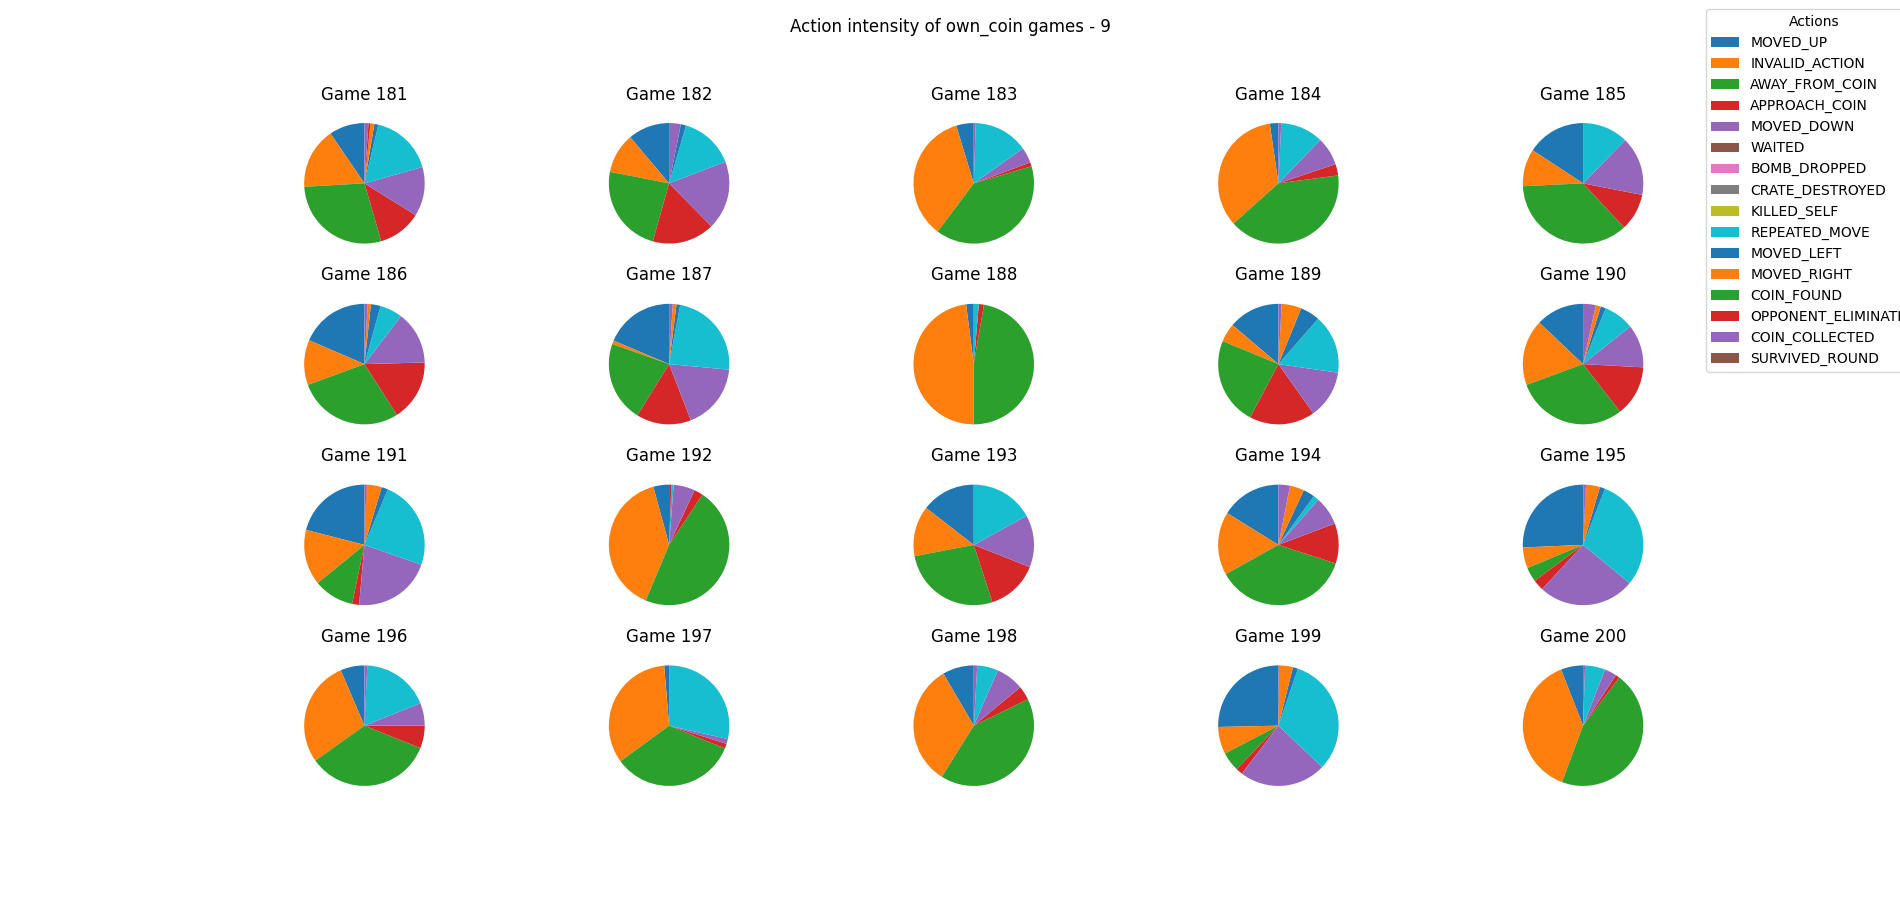 Action intensity of own_coin games - 9
Actions
MOVED_UP
INVALID_ACTION
AWAY_FROM_COIN
APPROACH_COIN
MOVED_DOWN
WAITED
BOMB_DROPPED
CRATE_DESTROYED
KILLED_SELF
REPEATED_MOVE
MOVED_LEFT
MOVED_RIGHT
COIN_FOUND
OPPONENT_ELIMINATE
COIN_COLLECTED
SURVIVED_ROUND
Game 181
Game 182
Game 183
Game 184
Game 185
Game 186
Game 187
Game 188
Game 189
Game 190
Game 191
Game 192
Game 193
Game 194
Game 195
Game 196
Game 197
Game 198
Game 199
Game 200